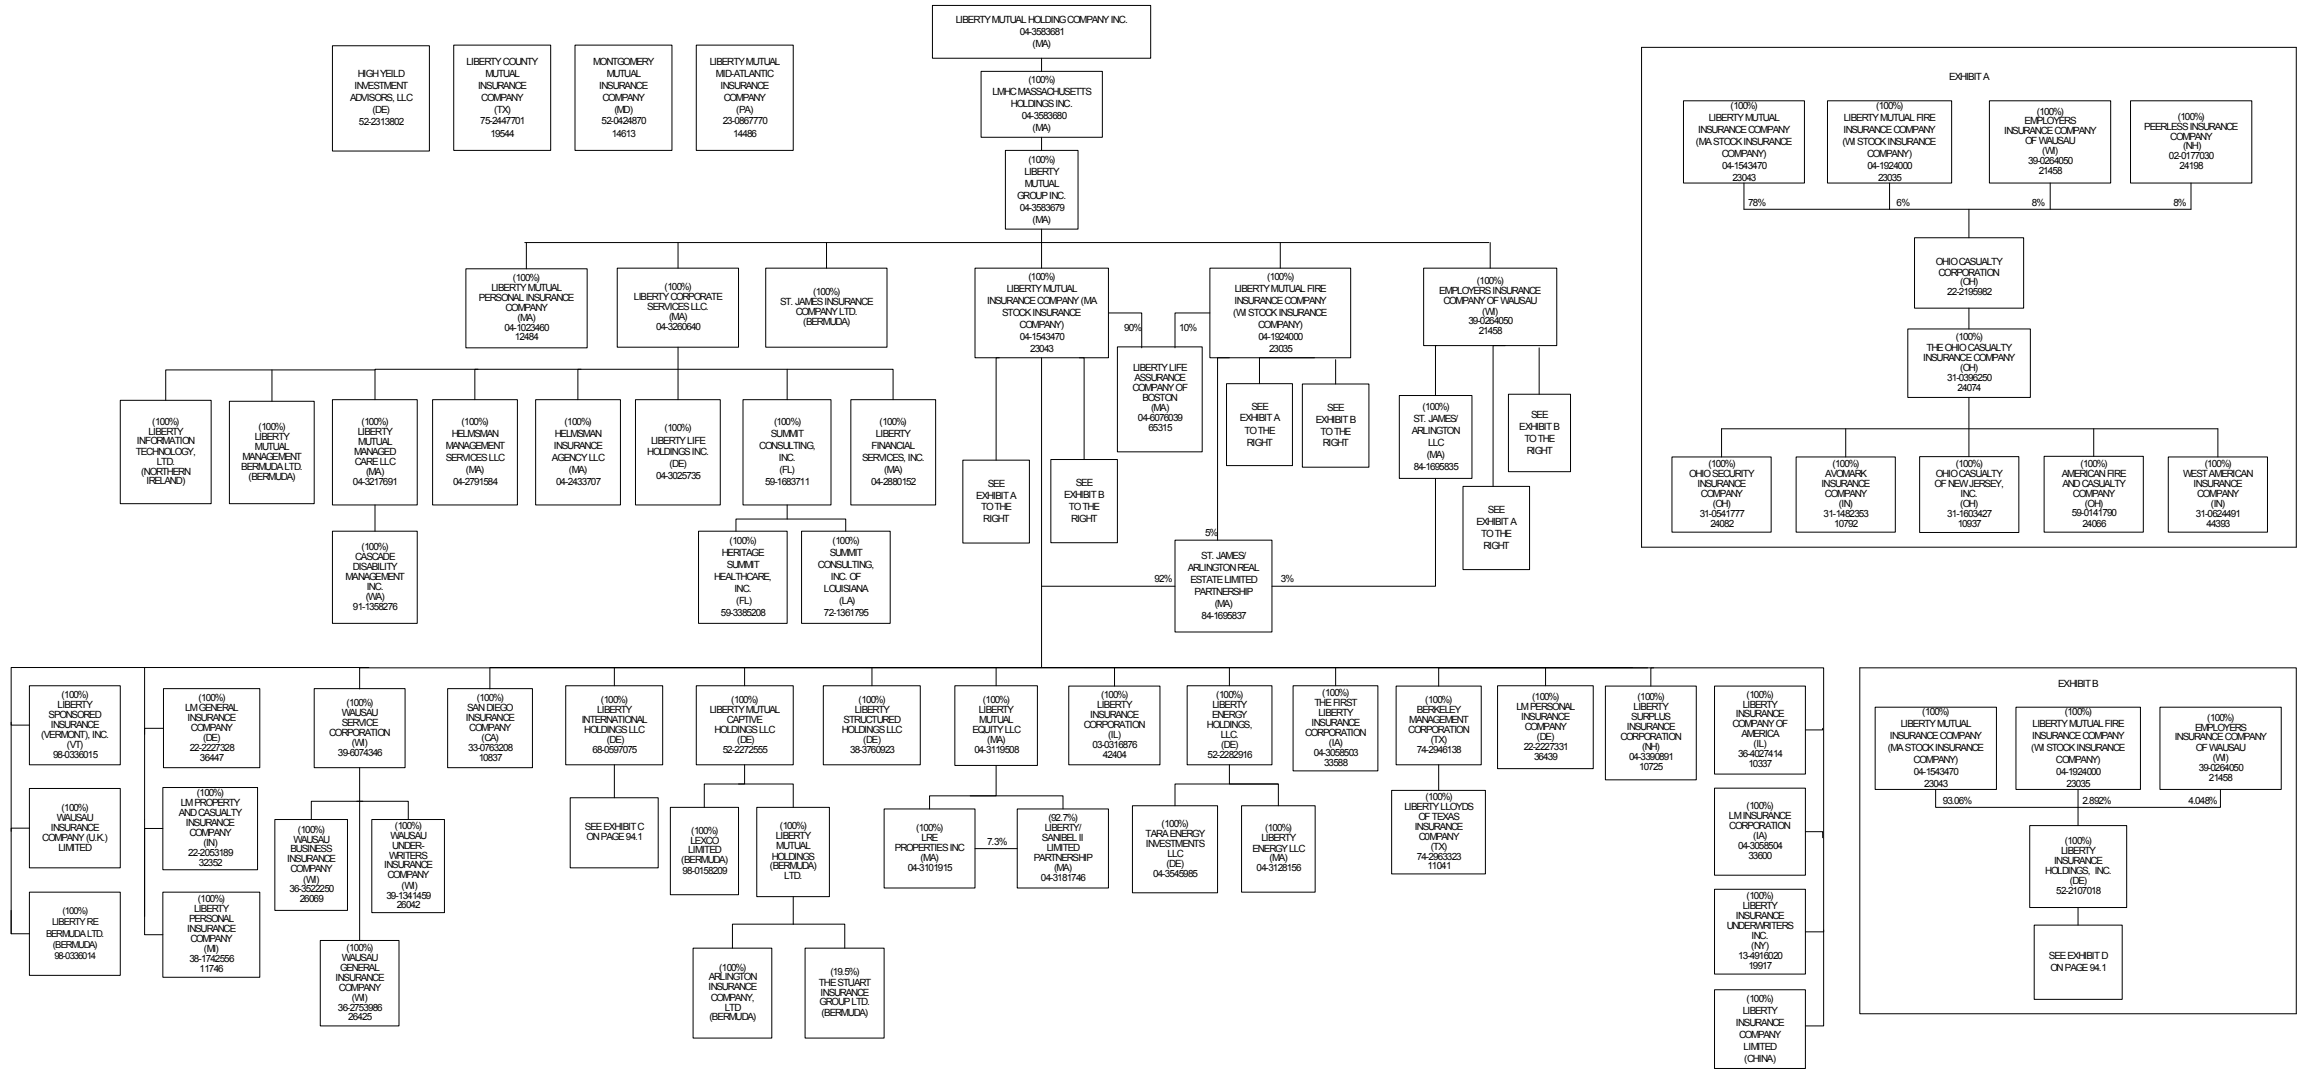 LIBERTY MUTUAL HOLDING COMPANY INC.
04-3583681
(MA)
HIGH YEILD
INVESTMENT
ADVISORS, LLC
(DE)
52-2313802
LIBERTY COUNTY
MUTUAL
INSURANCE
COMPANY
(TX)
75-2447701
19544
MONTGOMERY
MUTUAL
INSURANCE
COMPANY
(MD)
52-0424870
14613
LIBERTY MUTUAL
MID-ATLANTIC
INSURANCE
COMPANY
(PA)
23-0867770
14486
(100%)
LMHC MASSACHUSETTS
HOLDINGS INC.
04-3583680
(MA)
(100%)
LIBERTY
MUTUAL
GROUP INC.
04-3583679
(MA)
(100%)
LIBERTY MUTUAL
PERSONAL INSURANCE
COMPANY
(MA)
04-1023460
12484
(100%)
LIBERTY CORPORATE
SERVICES LLC.
(MA)
04-3260640
(100%)
ST. JAMES INSURANCE
COMPANY LTD.
(BERMUDA)
(100%)
LIBERTY MUTUAL
INSURANCE COMPANY (MA
STOCK INSURANCE
COMPANY)
04-1543470
23043
90%
10%
(100%)
LIBERTY MUTUAL FIRE
INSURANCE COMPANY
(WI STOCK INSURANCE
COMPANY)
04-1924000
23035
(100%)
EMPLOYERS INSURANCE
COMPANY OF WAUSAU
(WI)
39-0264050
21458
LIBERTY LIFE
ASSURANCE
COMPANY OF
BOSTON
(MA)
04-6076039
65315
(100%)
LIBERTY
INFORMATION
TECHNOLOGY,
LTD.
(NORTHERN
IRELAND)
(100%)
LIBERTY
MUTUAL
MANAGEMENT
BERMUDA LTD.
(BERMUDA)
(100%)
LIBERTY
MUTUAL
MANAGED
CARE LLC
(MA)
04-3217691
(100%)
HELMSMAN
MANAGEMENT
SERVICES LLC
(MA)
04-2791584
(100%)
HELMSMAN
INSURANCE
AGENCY LLC
(MA)
04-2433707
(100%)
LIBERTY LIFE
HOLDINGS INC.
(DE)
04-3025735
(100%)
SUMMIT
CONSULTING,
INC.
(FL)
59-1683711
(100%)
LIBERTY
FINANCIAL
SERVICES, INC.
(MA)
04-2880152
SEE
EXHIBIT A
TO THE
RIGHT
SEE
EXHIBIT B
TO THE
RIGHT
SEE
EXHIBIT A
TO THE
RIGHT
SEE
EXHIBIT B
TO THE
RIGHT
(100%)
ST. JAMES/
ARLINGTON
LLC
(MA)
84-1695835
SEE
EXHIBIT B
TO THE
RIGHT
SEE
EXHIBIT A
TO THE
RIGHT
(100%)
CASCADE
DISABILITY
MANAGEMENT
INC.
(WA)
91-1358276
(100%)
HERITAGE
SUMMIT
HEALTHCARE,
INC.
(FL)
59-3385208
(100%)
SUMMIT
CONSULTING,
INC. OF
LOUISIANA
(LA)
72-1361795
5%
92%
3%
ST. JAMES/
ARLINGTON REAL
ESTATE LIMITED
PARTNERSHIP
(MA)
84-1695837
EXHIBIT A
(100%)
LIBERTY MUTUAL
INSURANCE COMPANY
(MA STOCK INSURANCE
COMPANY)
04-1543470
23043
(100%)
LIBERTY MUTUAL FIRE
INSURANCE COMPANY
(WI STOCK INSURANCE
COMPANY)
04-1924000
23035
(100%)
EMPLOYERS
INSURANCE COMPANY
OF WAUSAU
(WI)
39-0264050
21458
(100%)
PEERLESS INSURANCE
COMPANY
(NH)
02-0177030
24198
78%
6%
8%
8%
OHIO CASUALTY
CORPORATION
(OH)
22-2195982
(100%)
THE OHIO CASUALTY
INSURANCE COMPANY
(OH)
31-0396250
24074
(100%)
OHIO SECURITY
INSURANCE
COMPANY
(OH)
31-0541777
24082
(100%)
AVOMARK
INSURANCE
COMPANY
(IN)
31-1482353
10792
(100%)
OHIO CASUALTY
OF NEW JERSEY,
INC.
(OH)
31-1603427
10937
(100%)
AMERICAN FIRE
AND CASUALTY
COMPANY
(OH)
59-0141790
24066
(100%)
WEST AMERICAN
INSURANCE
COMPANY
(IN)
31-0624491
44393
(100%)
LIBERTY
SPONSORED
INSURANCE
(VERMONT), INC.
(VT)
98-0336015
(100%)
WAUSAU
INSURANCE
COMPANY (U.K.)
LIMITED
(100%)
LIBERTY RE
BERMUDA LTD.
(BERMUDA)
98-0336014
(100%)
LM GENERAL
INSURANCE
COMPANY
(DE)
22-2227328
36447
(100%)
LM PROPERTY
AND CASUALTY
INSURANCE
COMPANY
(IN)
22-2053189
32352
(100%)
LIBERTY
PERSONAL
INSURANCE
COMPANY
(MI)
38-1742556
11746
(100%)
WAUSAU
SERVICE
CORPORATION
(WI)
39-6074346
(100%)
WAUSAU
BUSINESS
INSURANCE
COMPANY
(WI)
36-3522250
26069
(100%)
WAUSAU
UNDER-
WRITERS
INSURANCE
COMPANY
(WI)
39-1341459
26042
(100%)
WAUSAU
GENERAL
INSURANCE
COMPANY
(WI)
36-2753986
26425
(100%)
SAN DIEGO
INSURANCE
COMPANY
(CA)
33-0763208
10837
(100%)
LIBERTY
INTERNATIONAL
HOLDINGS LLC
(DE)
68-0597075
SEE EXHIBIT C
ON PAGE 94.1
(100%)
LIBERTY MUTUAL
CAPTIVE
HOLDINGS LLC
(DE)
52-2272555
(100%)
LEXCO
LIMITED
(BERMUDA)
98-0158209
(100%)
LIBERTY
MUTUAL
HOLDINGS
(BERMUDA)
LTD.
(100%)
ARLINGTON
INSURANCE
COMPANY,
LTD
(BERMUDA)
(19.5%)
THE STUART
INSURANCE
GROUP LTD.
(BERMUDA)
(100%)
LIBERTY
STRUCTURED
HOLDINGS LLC
(DE)
38-3760923
(100%)
LIBERTY
MUTUAL
EQUITY LLC
(MA)
04-3119508
(100%)
LRE
PROPERTIES INC
(MA)
04-3101915
7.3%
(92.7%)
LIBERTY/
SANIBEL II
LIMITED
PARTNERSHIP
(MA)
04-3181746
(100%)
LIBERTY
INSURANCE
CORPORATION
(IL)
03-0316876
42404
(100%)
LIBERTY
ENERGY
HOLDINGS,
LLC.
(DE)
52-2282916
(100%)
TARA ENERGY
INVESTMENTS
LLC
(DE)
04-3545985
(100%)
LIBERTY
ENERGY LLC
(MA)
04-3128156
(100%)
THE FIRST
LIBERTY
INSURANCE
CORPORATION
(IA)
04-3058503
33588
(100%)
BERKELEY
MANAGEMENT
CORPORATION
(TX)
74-2946138
(100%)
LIBERTY LLOYDS
OF TEXAS
INSURANCE
C0MPANY
(TX)
74-2963323
11041
(100%)
LM PERSONAL
INSURANCE
COMPANY
(DE)
22-2227331
36439
(100%)
LIBERTY
SURPLUS
INSURANCE
CORPORATION
(NH)
04-3390891
10725
(100%)
LIBERTY
INSURANCE
COMPANY OF
AMERICA
(IL)
36-4027414
10337
(100%)
LM INSURANCE
CORPORATION
(IA)
04-3058504
33600
(100%)
LIBERTY
INSURANCE
UNDERWRITERS
INC.
(NY)
13-4916020
19917
(100%)
LIBERTY
INSURANCE
COMPANY
LIMITED
(CHINA)
EXHIBIT B
(100%)
LIBERTY MUTUAL
INSURANCE COMPANY
(MA STOCK INSURANCE
COMPANY)
04-1543470
23043
(100%)
LIBERTY MUTUAL FIRE
INSURANCE COMPANY
(WI STOCK INSURANCE
COMPANY)
04-1924000
23035
(100%)
EMPLOYERS
INSURANCE COMPANY
OF WAUSAU
(WI)
39-0264050
21458
93.06%
2.892%
4.048%
(100%)
LIBERTY
INSURANCE
HOLDINGS, INC.
(DE)
52-2107018
SEE EXHIBIT D
ON PAGE 94.1